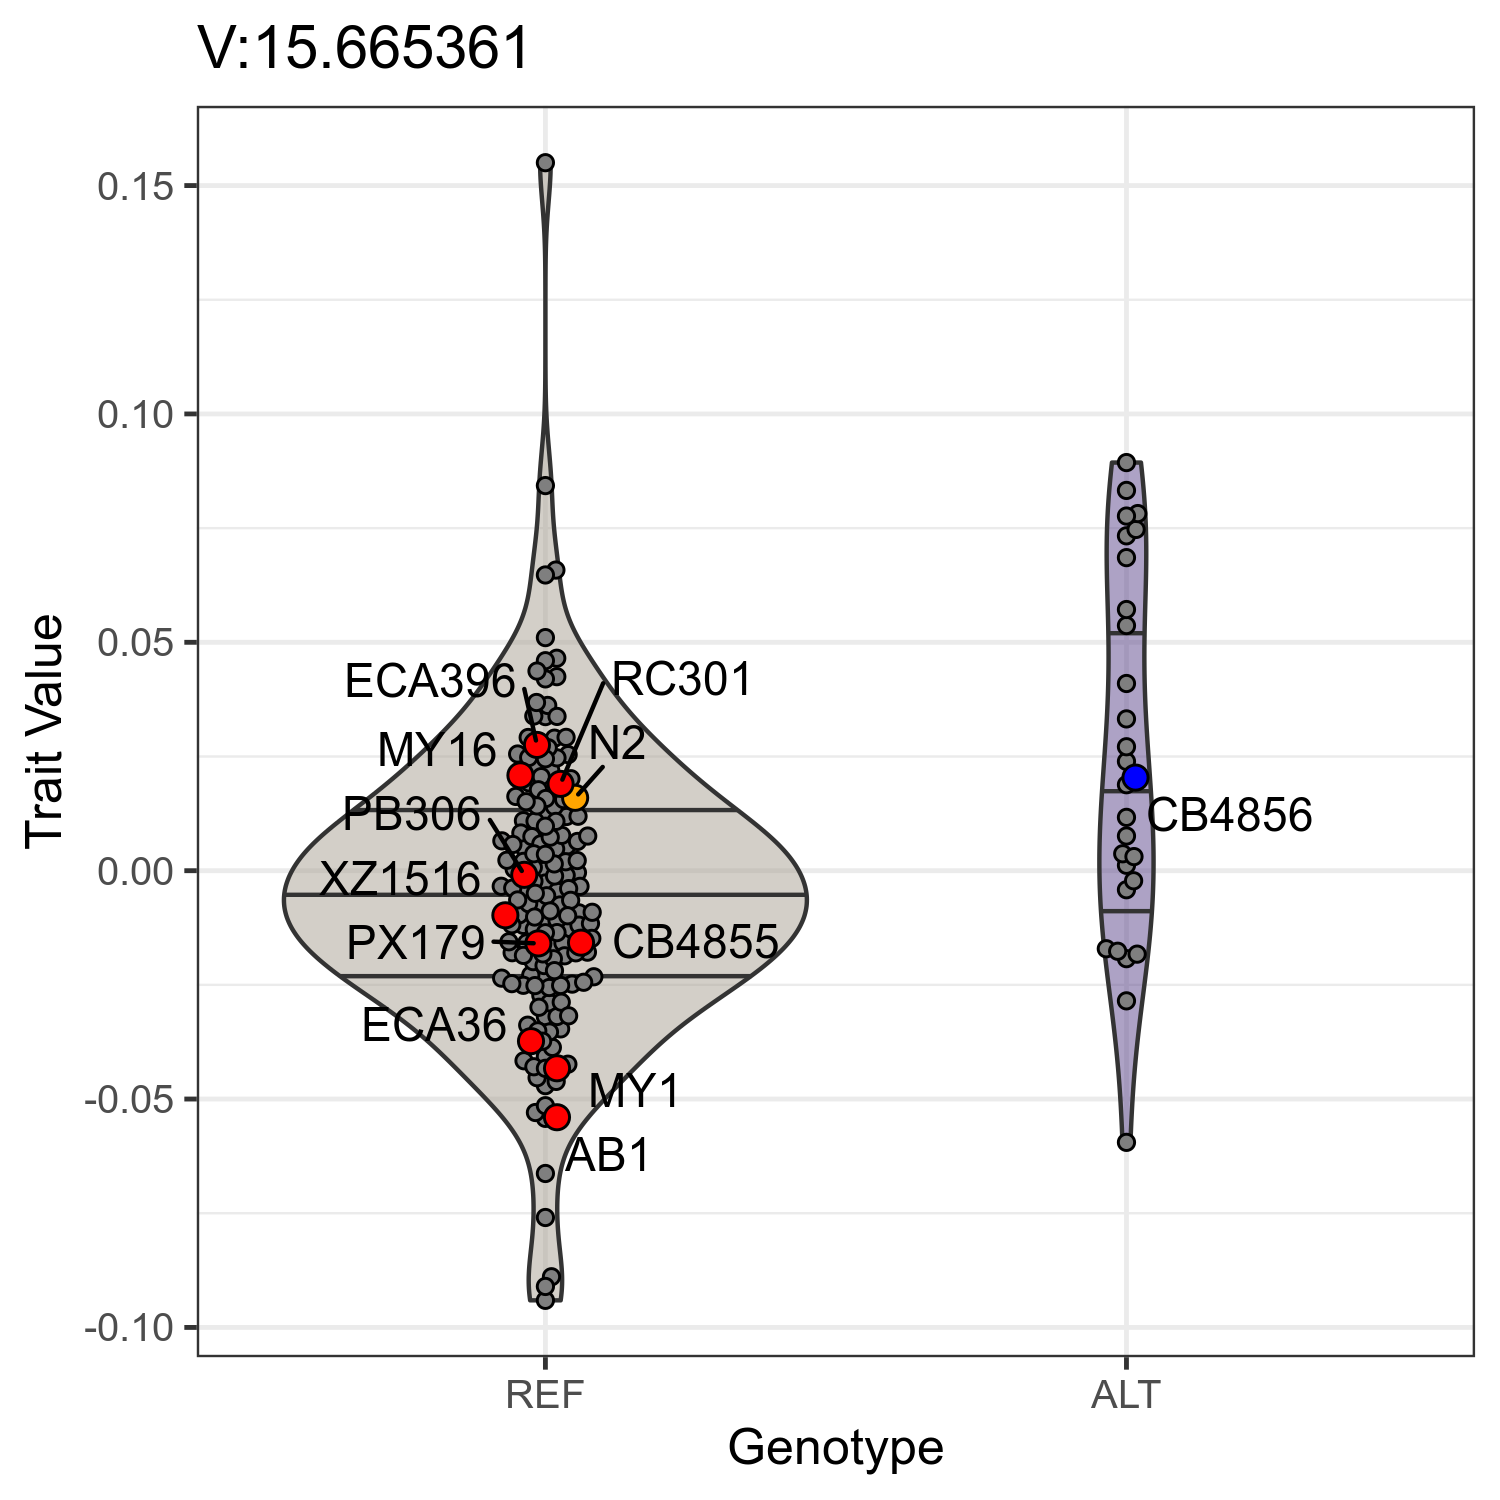 V:15.665361
Trait Value
0.15
0.10
0.05
0.00
-0.05
-0.10
ECA396
RC301
MY16
N2
PB306
CB4856
XZ1516
PX179
CB4855
ECA36
MY1
AB1
REF
ALT
Genotype